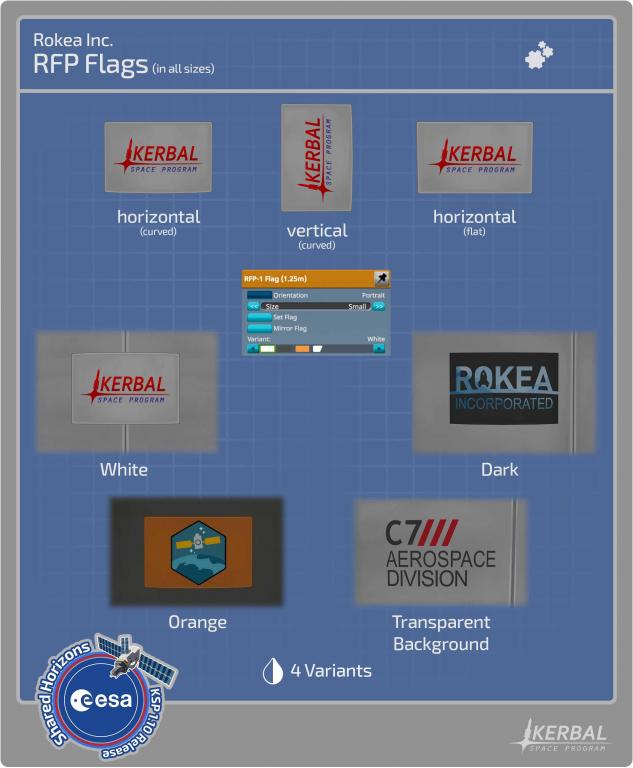 Rokea Inc.
RFP Flags (in all sizes)
KERBAL
SPACE PROGRAM
KERBAL
SPACE PROGRAM
KERBAL
SPACE PROGRAM
horizontal
(curved)
vertical
(curved)
horizontal
(flat)
RFP-1 Flag (1.25m)
Orientation Portrait
<< Size Small >>
Set Flag
Mirror Flag
Variant: White
KERBAL
SPACE PROGRAM
White
ROKEA
INCORPORATED
Dark
Orange
C7///
AEROSPACE
DIVISION
Transparent
Background
4 Variants
Shared Horizons
esa
KSP1.10 Release
KERBAL
SPACE PROGRAM